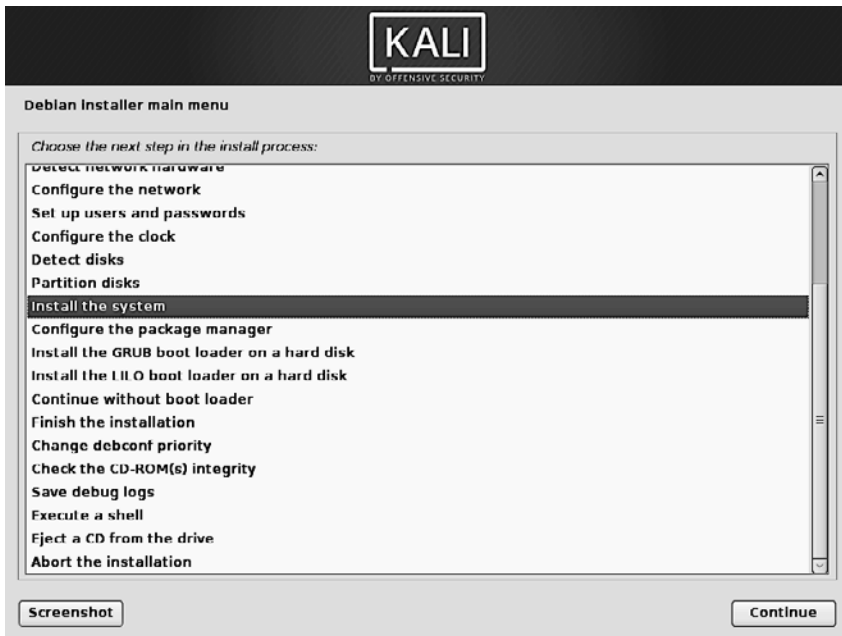 KALI
BY OFFENSIVE SECURITY
Debian installer main menu
Choose the next step in the install process:
Detect network hardware
Configure the network
Set up users and passwords
Configure the clock
Detect disks
Partition disks
Install the system
Configure the package manager
Install the GRUB boot loader on a hard disk
Install the LILO boot loader on a hard disk
Continue without boot loader
Finish the installation
Change debconf priority
Check the CD-ROM(s) integrity
Save debug logs
Execute a shell
Eject a CD from the drive
Abort the installation
Screenshot
Continue